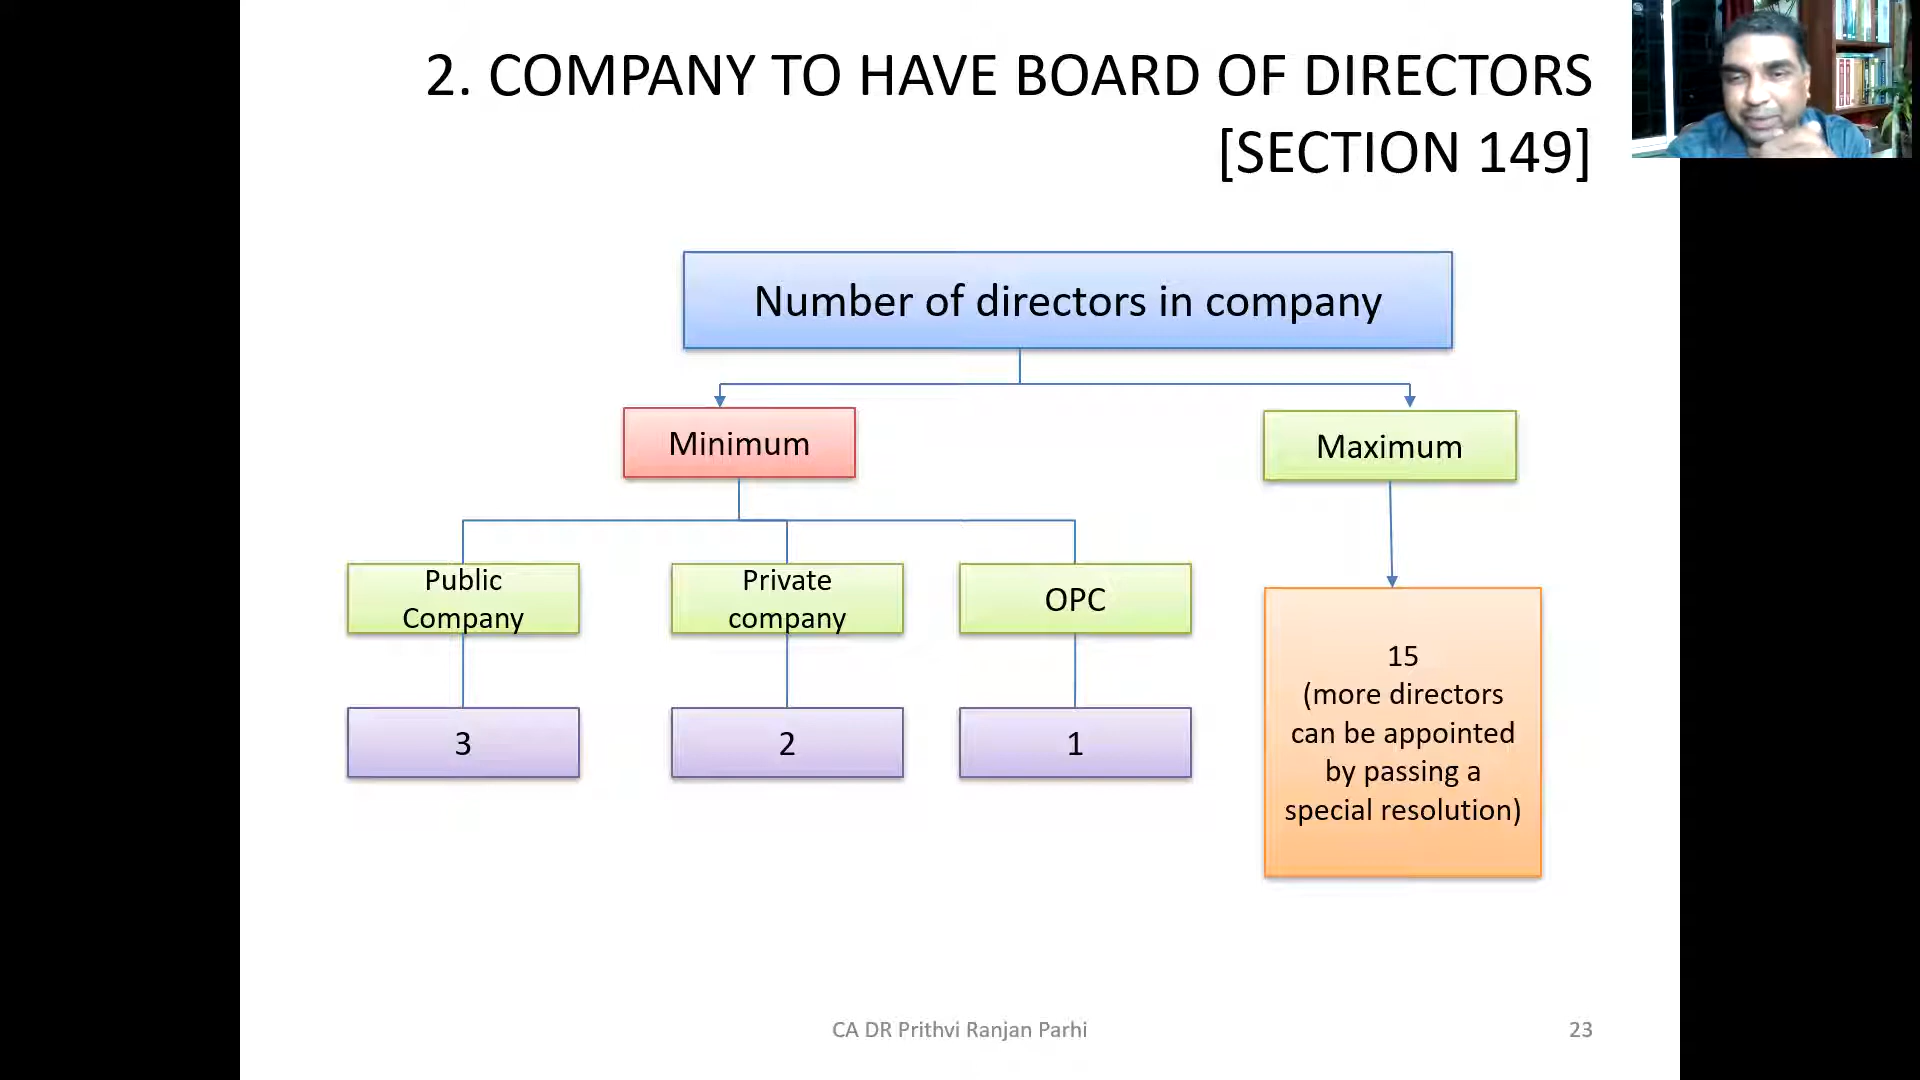 2. COMPANY TO HAVE BOARD OF DIRECTORS
[SECTION 149]
Number of directors in company
Minimum
Maximum
Public
Company
Private
company
OPC
3
2
1
15
(more directors
can be appointed
by passing a
special resolution)
CA DR Prithvi Ranjan Parhi
23